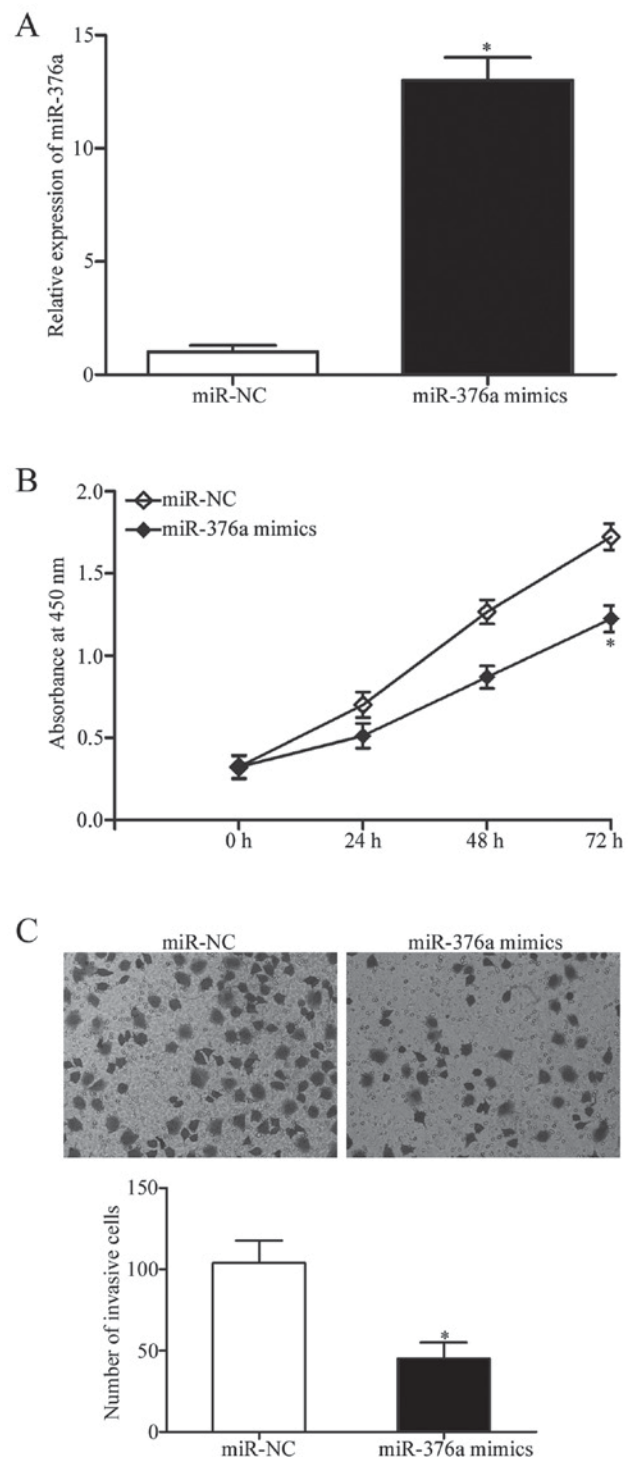 A
Relative expression of miR-376a
15
10
5
0
*
miR-NC
miR-376a mimics
B
Absorbance at 450 nm
2.0
1.5
1.0
0.5
0.0
miR-NC
miR-376a mimics
*
0 h
24 h
48 h
72 h
C
miR-NC
miR-376a mimics
Number of invasive cells
150
100
50
0
*
miR-NC
miR-376a mimics